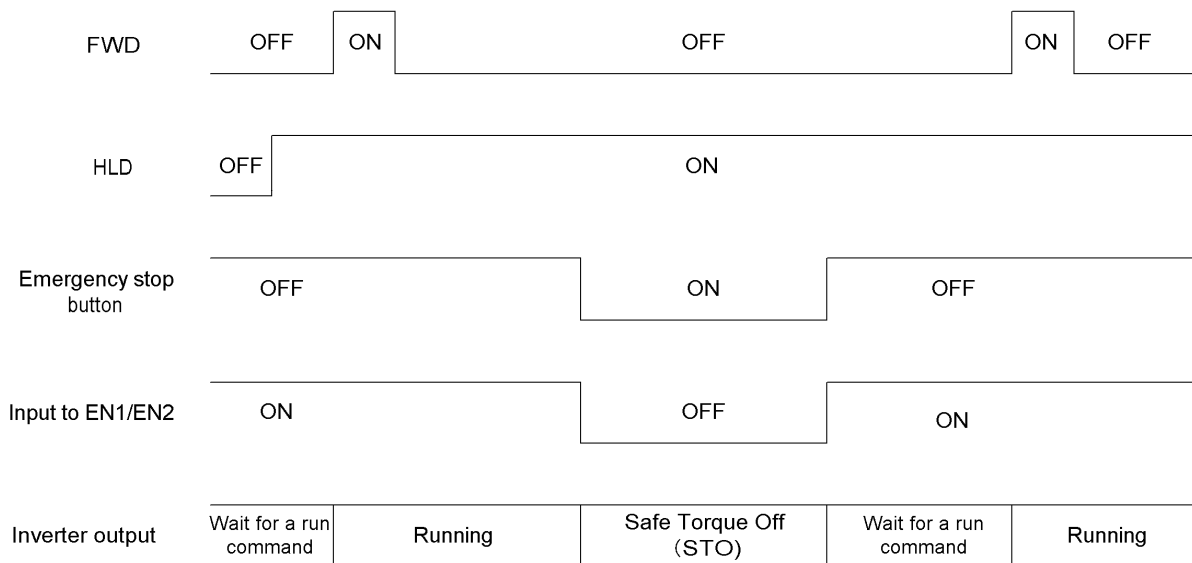 FWD
OFF
ON
OFF
ON
OFF
HLD
OFF
ON
Emergency stop
button
OFF
ON
OFF
Input to EN1/EN2
ON
OFF
ON
Inverter output
Wait for a run
command
Running
Safe Torque Off
(STO)
Wait for a run
command
Running